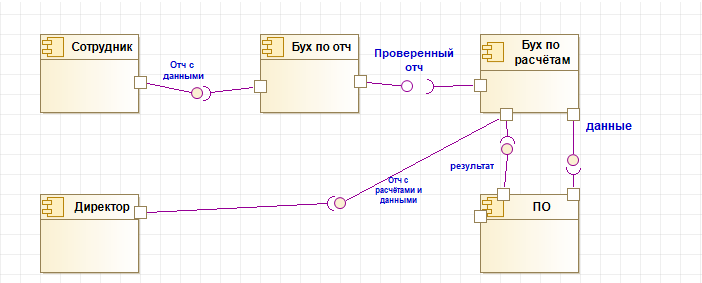 Сотрудник
Отч с
данными
Бух по отч
Проверенный
отч
Бух по
расчётам
данные
результат
Отч с
расчётами и
данными
Директор
ПО